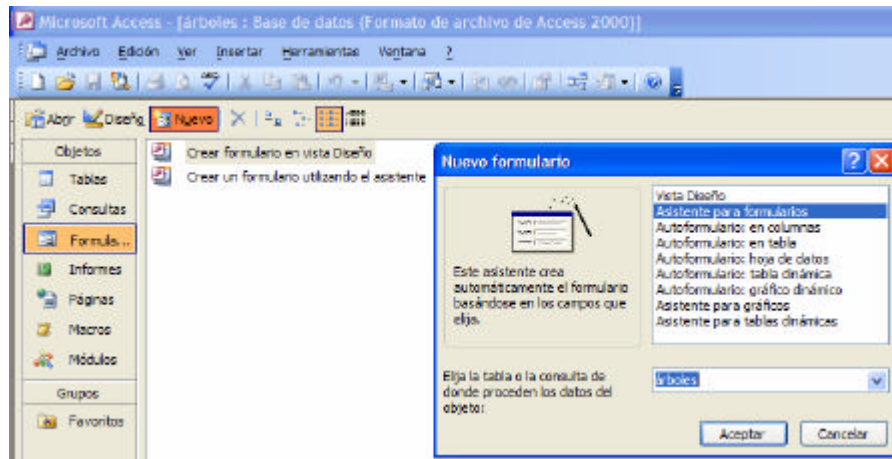 Microsoft Access - [árboles : Base de datos (Formato de archivo de Access 2000)]
Archivo Edición Ver Insertar Herramientas Ventana ?
Abrir Diseño Nuevo
Objetos
Tablas
Consultas
Formula...
Informes
Páginas
Macros
Módulos
Grupos
Favoritos
Crear formulario en vista Diseño
Crear un formulario utilizando el asistente
Nuevo formulario
Este asistente crea
automáticamente el formulario
basándose en los campos que
elija.
Vista Diseño
Asistente para formularios
Autoformulario: en columnas
Autoformulario: en tabla
Autoformulario: hoja de datos
Autoformulario: tabla dinámica
Autoformulario: gráfico dinámico
Asistente para gráficos
Asistente para tablas dinámicas
Elija la tabla o la consulta de
donde proceden los datos del
objeto:
árboles
Aceptar Cancelar